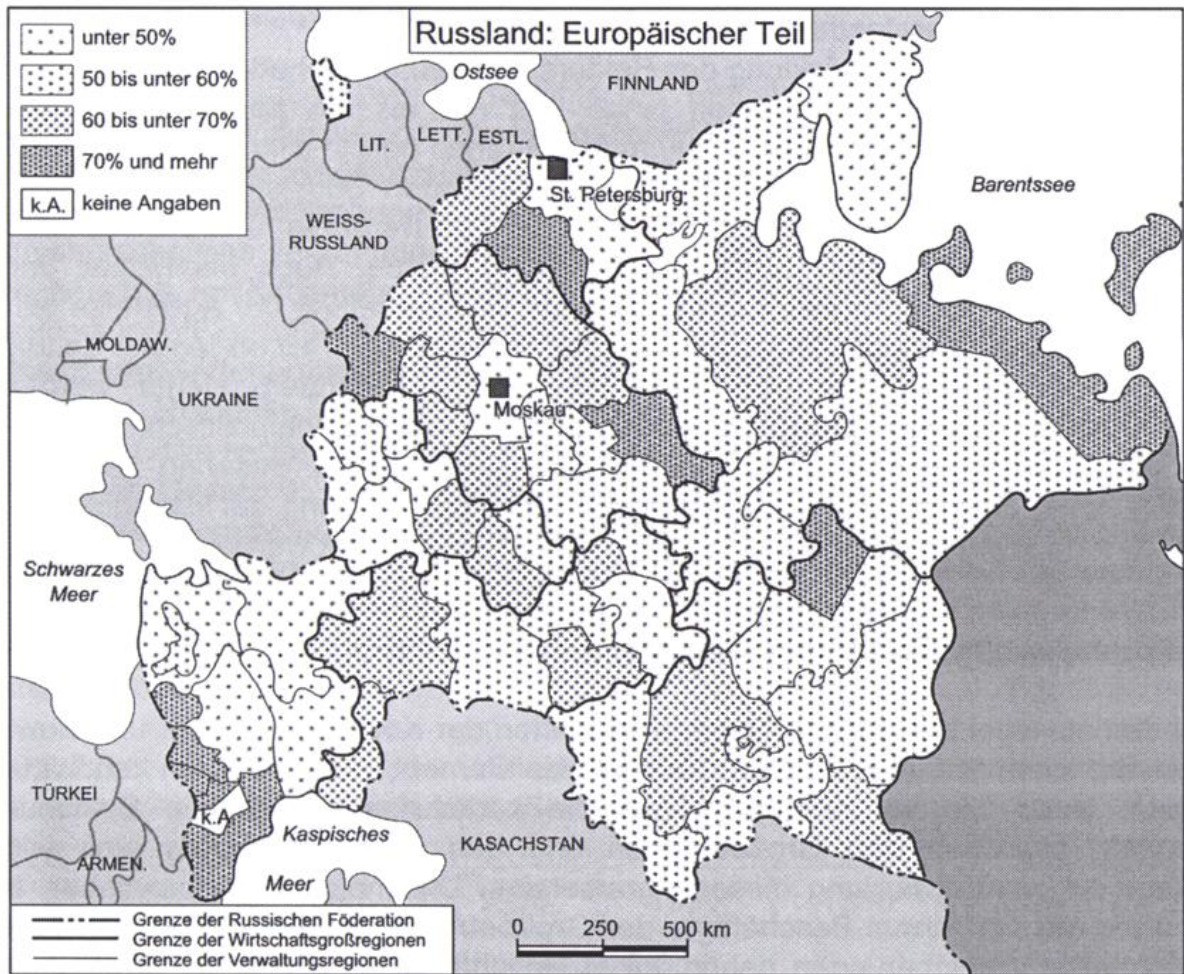 Russland: Europäischer Teil
unter 50%
50 bis unter 60%
60 bis unter 70%
70% und mehr
k.A. keine Angaben
Ostsee
FINNLAND
LIT.
LETT.
ESTL.
St. Petersburg
Barentssee
WEISS-
RUSSLAND
MOLDAW.
UKRAINE
Moskau
Schwarzes
Meer
TÜRKEI
k.A.
ARMEN.
Kaspisches
Meer
KASACHSTAN
Grenze der Russischen Föderation
Grenze der Wirtschaftsgroßregionen
Grenze der Verwaltungsregionen
0 250 500 km